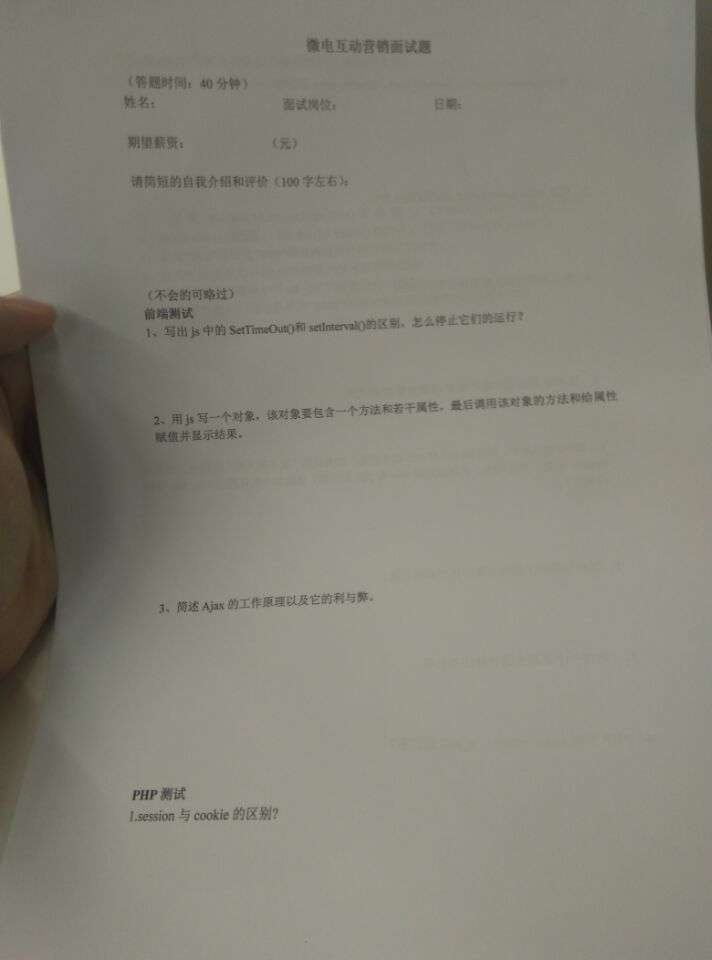 微电互动营销面试题
（答题时间：40 分钟）
姓名： 面试岗位： 日期：
期望薪资： （元）
请简短的自我介绍和评价（100 字左右）：
（不会的可略过）
前端测试
1、写出 js 中的 SetTimeOut()和 setInterval()的区别，怎么停止它们的运行？
2、用 js 写一个对象，该对象要包含一个方法和若干属性，最后调用该对象的方法和给属性
赋值并显示结果。
3、简述 Ajax 的工作原理以及它的利与弊。
PHP 测试
1.session 与 cookie 的区别？